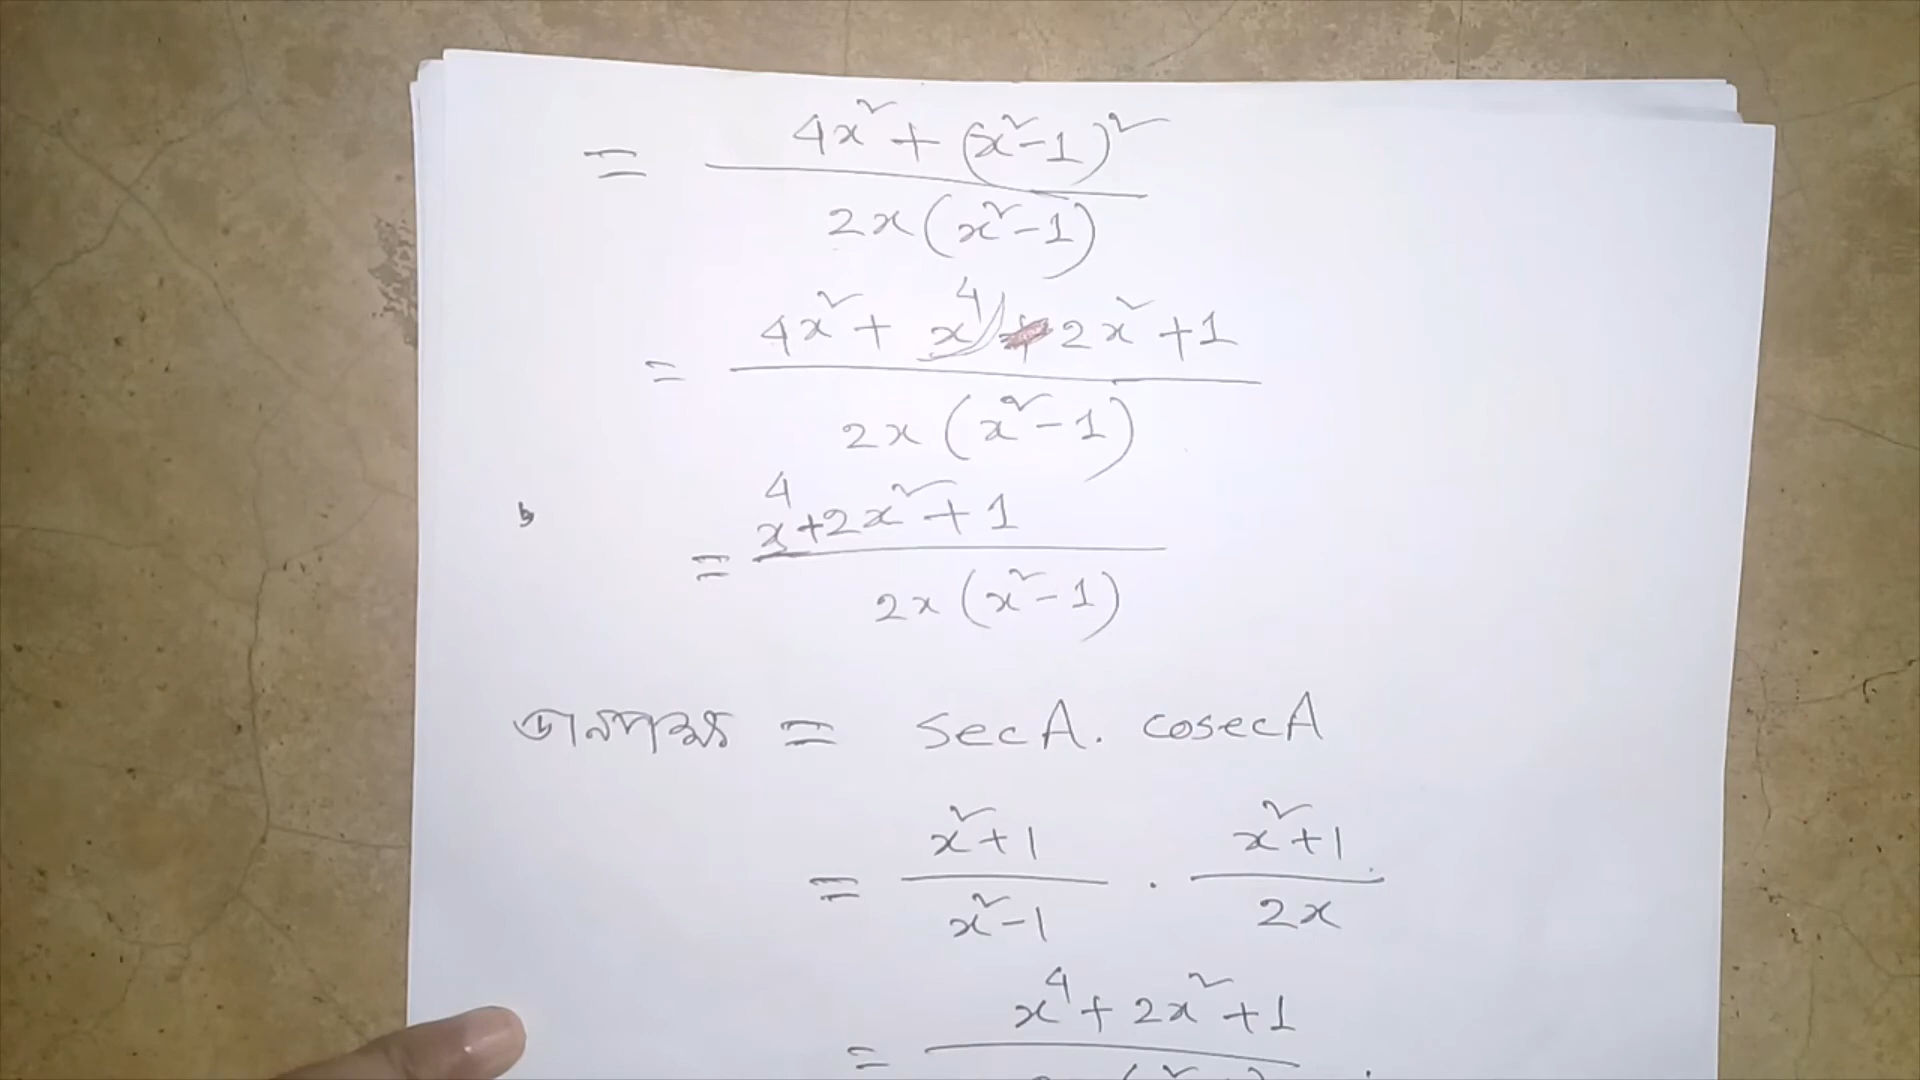 = 4x² + (x²-1)² / 2x(x²-1)
= 4x² + x⁴ - 2x² + 1 / 2x(x²-1)
= x⁴+2x²+1 / 2x(x²-1)
ডানপক্ষ = secA. cosecA
= x²+1 / x²-1 . x²+1 / 2x
= x⁴ + 2x² + 1